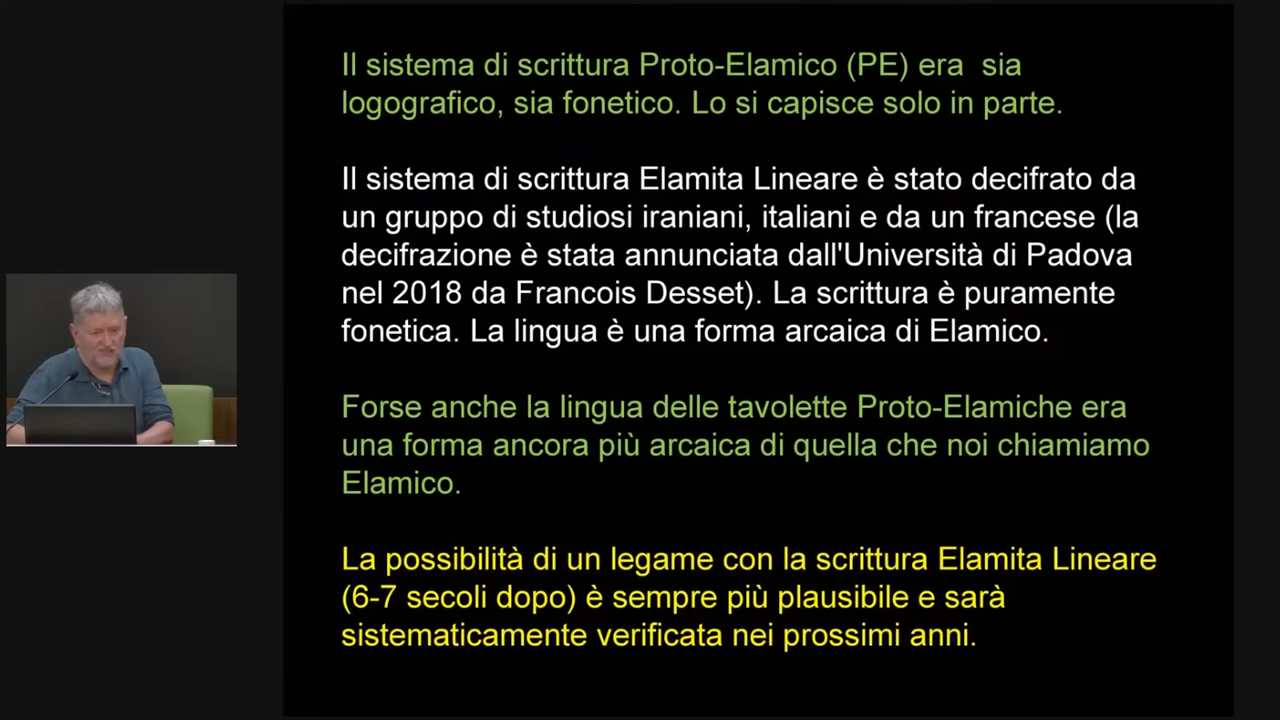 Il sistema di scrittura Proto-Elamico (PE) era sia
logografico, sia fonetico. Lo si capisce solo in parte.
Il sistema di scrittura Elamita Lineare è stato decifrato da
un gruppo di studiosi iraniani, italiani e da un francese (la
decifrazione è stata annunciata dall'Università di Padova
nel 2018 da Francois Desset). La scrittura è puramente
fonetica. La lingua è una forma arcaica di Elamico.
Forse anche la lingua delle tavolette Proto-Elamiche era
una forma ancora più arcaica di quella che noi chiamiamo
Elamico.
La possibilità di un legame con la scrittura Elamita Lineare
(6-7 secoli dopo) è sempre più plausibile e sarà
sistematicamente verificata nei prossimi anni.